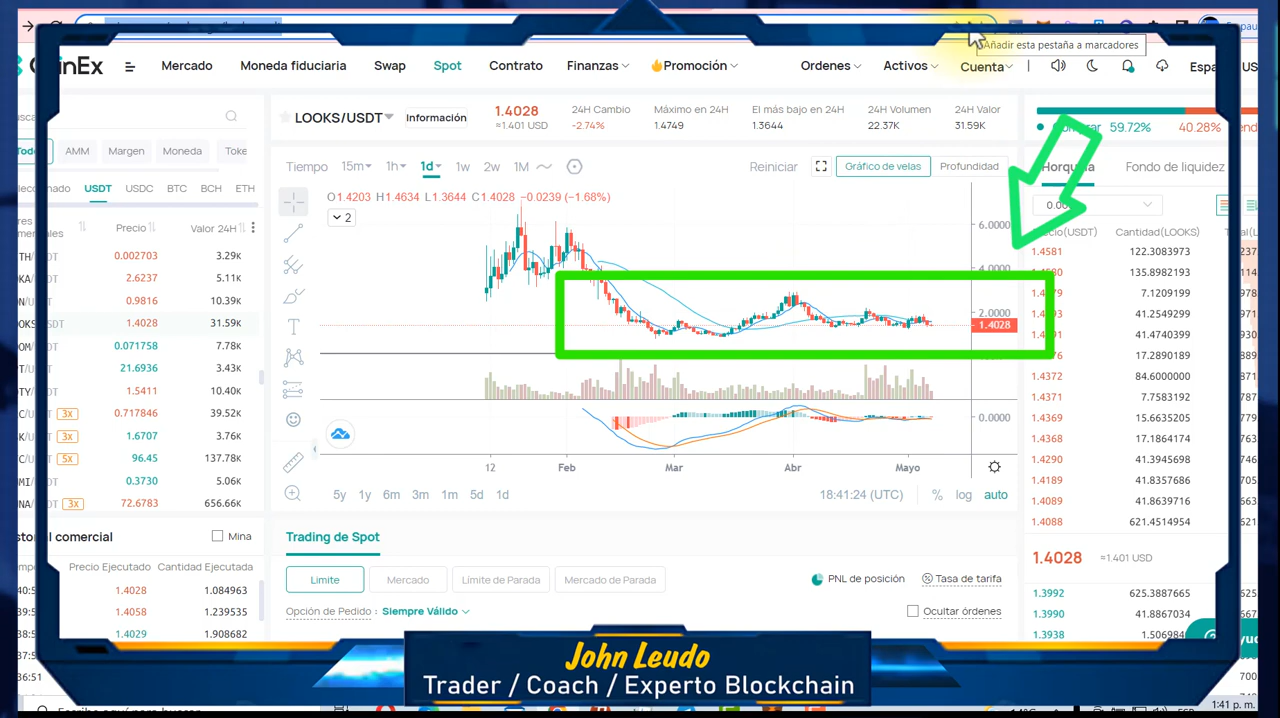 Añadir esta pestaña a marcadores
Mercado Moneda fiduciaria Swap Spot Contrato Finanzas Promoción Ordenes Activos Cuenta
LOOKS/USDT Información
1.4028
≈1.401 USD
24H Cambio
-2.74%
Máximo en 24H
1.4749
El más bajo en 24H
1.3644
24H Volumen
22.37K
24H Valor
31.59K
59.72% 40.28%
AMM Margen Moneda
USDT USDC BTC BCH ETH
Precio Valor 24H
0.002703 3.29K
2.6237 5.11K
0.9816 10.39K
1.4028 31.59K
0.071758 7.78K
21.6936 3.43K
1.5411 10.40K
3x 0.717846 39.52K
3x 1.6707 3.76K
5x 96.45 137.78K
0.3730 5.06K
3x 72.6783 656.66K
Mina
Precio Ejecutado Cantidad Ejecutada
1.4028 1.084963
1.4058 1.239535
1.4029 1.908682
Tiempo 15m 1h 1d 1w 2w 1M Reiniciar Gráfico de velas Profundidad
O1.4203 H1.4634 L1.3644 C1.4028 −0.0239 (−1.68%)
2
6.0000
4.0000
2.0000
1.4028
0.0000
12 Feb Mar Abr Mayo
5y 1y 6m 3m 1m 5d 1d 18:41:24 (UTC) % log auto
Trading de Spot
Limite Mercado Límite de Parada Mercado de Parada PNL de posición Tasa de tarifa
Opción de Pedido : Siempre Válido Ocultar órdenes
Fondo de liquidez
Cantidad(LOOKS)
1.4581 122.3083973
135.8982193
7.1209199
41.2549299
41.4740399
17.2890189
1.4372 84.6000000
1.4371 7.7583192
1.4369 15.6635205
1.4368 17.1864174
1.4290 41.3945698
1.4189 41.8357686
1.4089 41.8639716
1.4088 621.4514954
1.4028 ≈1.401 USD
1.3992 625.3887665
1.3990 41.8867034
1.3938
John Leudo
Trader / Coach / Experto Blockchain
1:41 p. m.